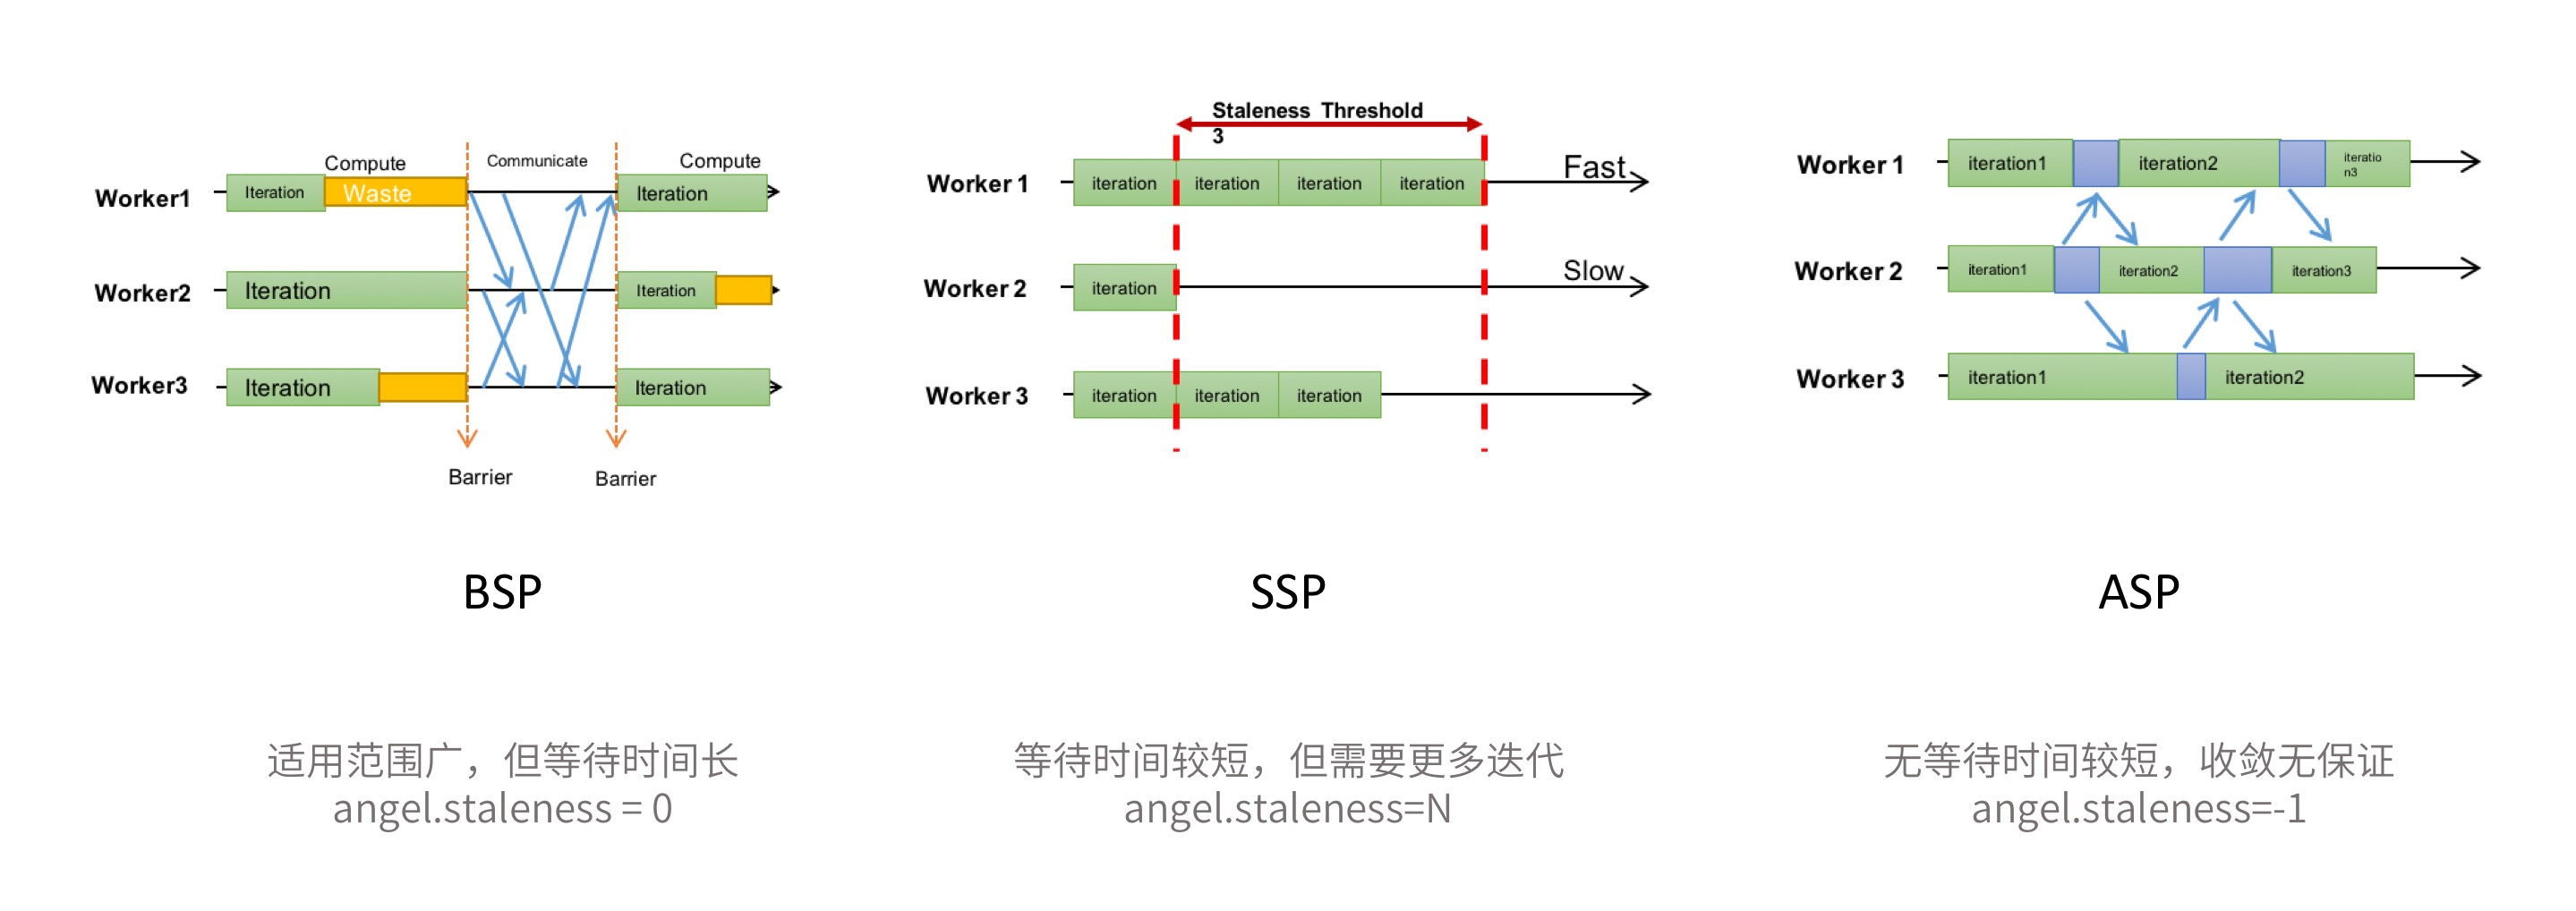 Compute
Communicate
Compute
Worker1
Iteration
Waste
Iteration
Worker2
Iteration
Iteration
Worker3
Iteration
Iteration
Barrier
Barrier
BSP
适用范围广，但等待时间长
angel.staleness = 0
Staleness Threshold
3
Worker 1
iteration
iteration
iteration
iteration
Fast
Worker 2
iteration
Slow
Worker 3
iteration
iteration
iteration
SSP
等待时间较短，但需要更多迭代
angel.staleness=N
Worker 1
iteration1
iteration2
iteratio
n3
Worker 2
iteration1
iteration2
iteration3
Worker 3
iteration1
iteration2
ASP
无等待时间较短，收敛无保证
angel.staleness=-1